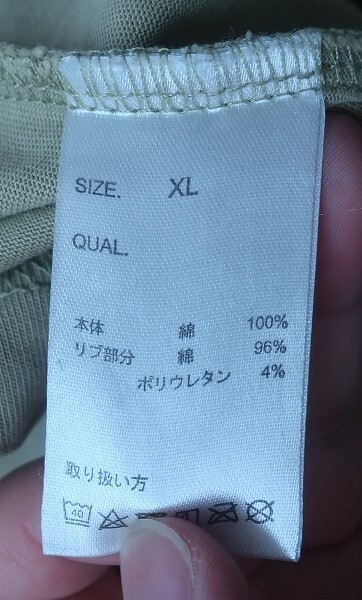 SIZE. XL
QUAL.
本体 綿 100%
リブ部分 綿 96%
ポリウレタン 4%
取り扱い方
40